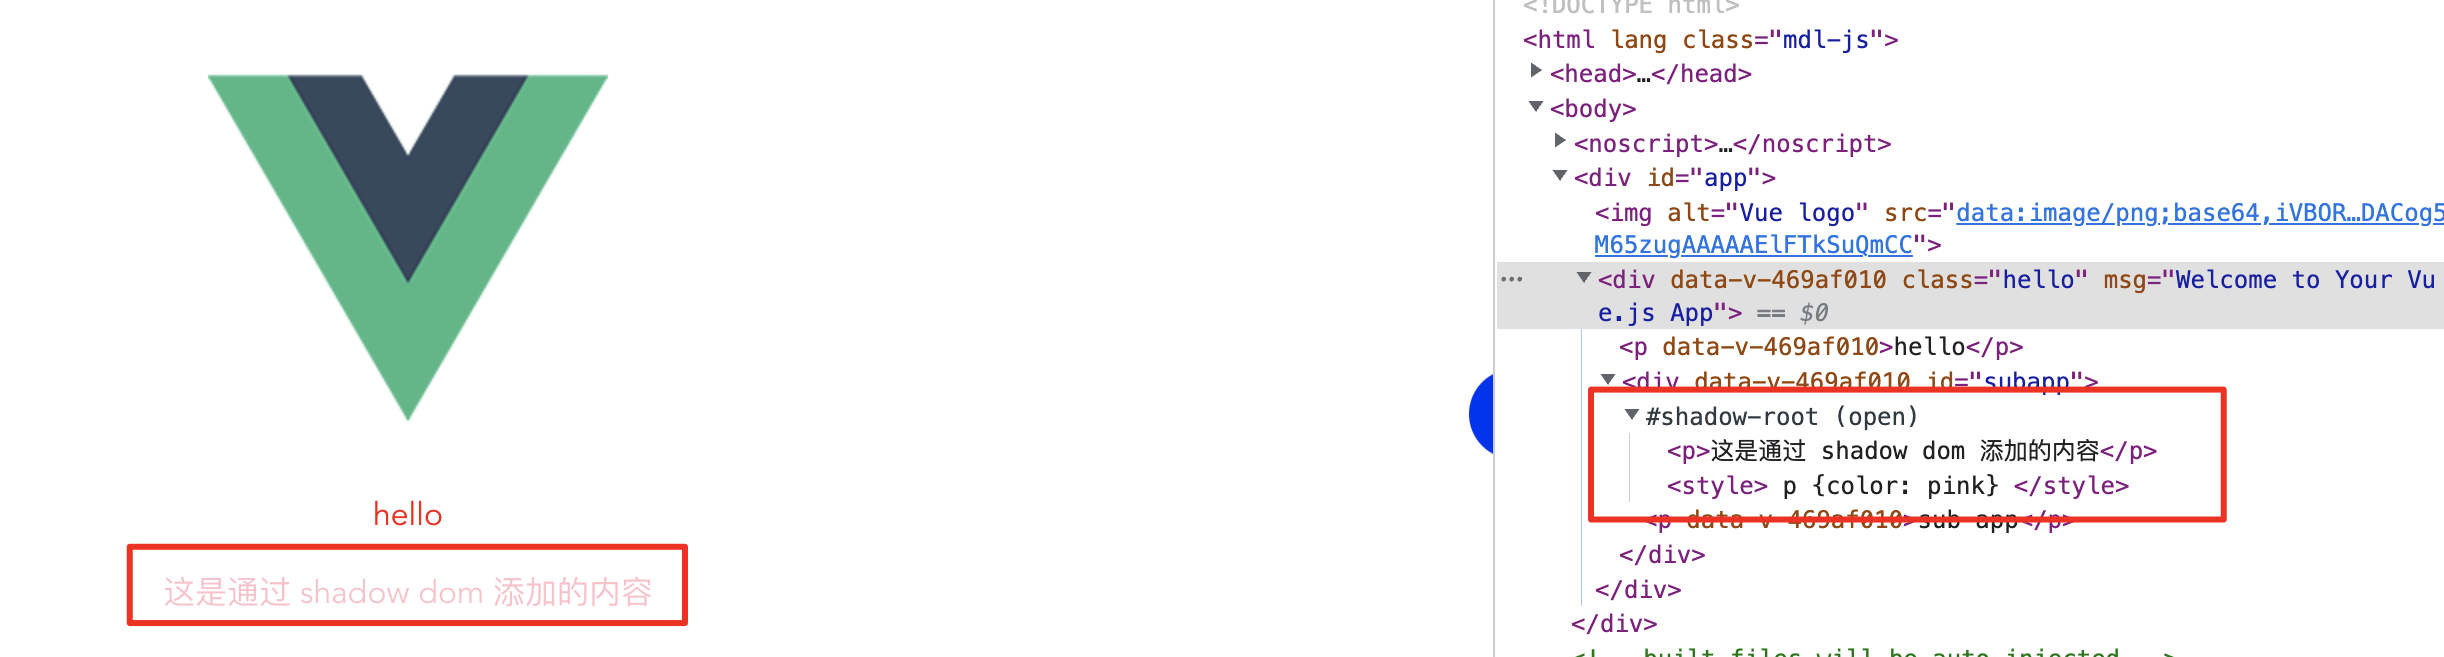 hello
这是通过 shadow dom 添加的内容
<!DOCTYPE html>
<html lang class="mdl-js">
<head>…</head>
<body>
<noscript>…</noscript>
<div id="app">
<img alt="Vue logo" src="data:image/png;base64,iVBOR…DACog5
M65zugAAAAAElFTkSuQmCC">
<div data-v-469af010 class="hello" msg="Welcome to Your Vu
e.js App"> == $0
<p data-v-469af010>hello</p>
<div data-v-469af010 id="subapp">
#shadow-root (open)
<p>这是通过 shadow dom 添加的内容</p>
<style> p {color: pink} </style>
<p data-v-469af010>sub app</p>
</div>
</div>
</div>
<!-- built files will be auto injected -->